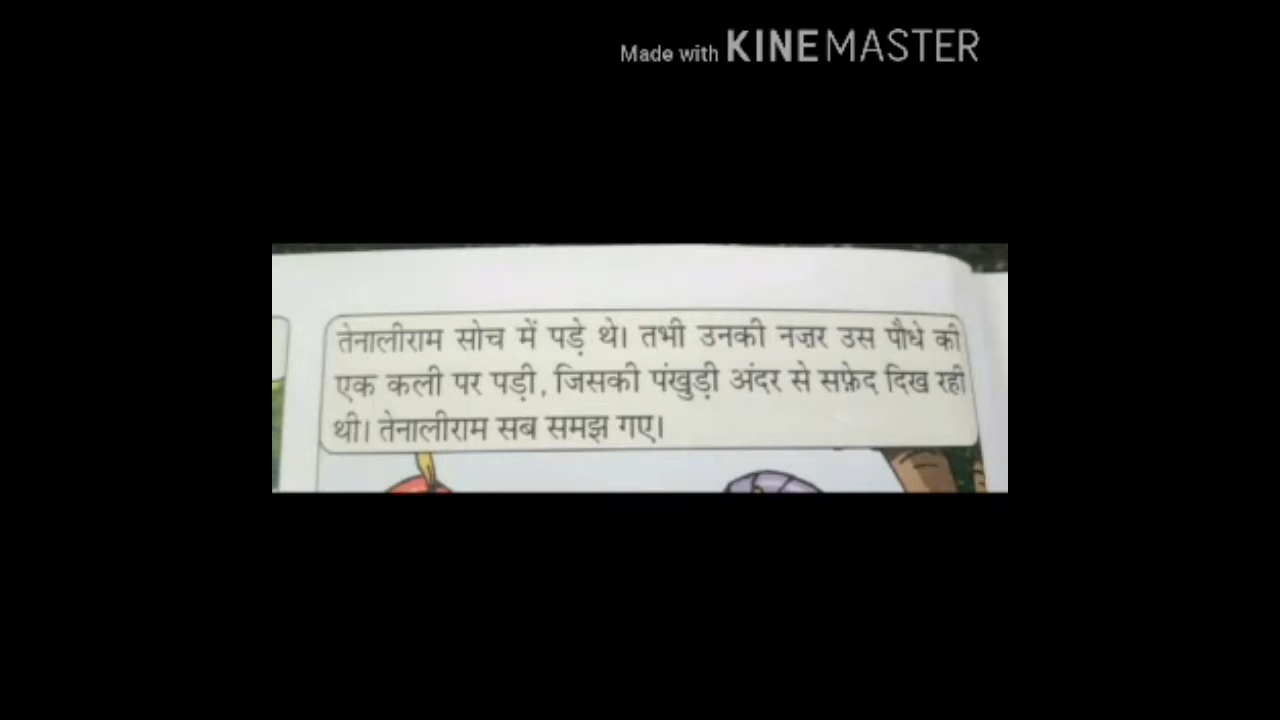 Made with KINEMASTER
तेनालीराम सोच में पड़े थे। तभी उनकी नज़र उस पौधे की
एक कली पर पड़ी, जिसकी पंखुड़ी अंदर से सफ़ेद दिख रही
थी। तेनालीराम सब समझ गए।